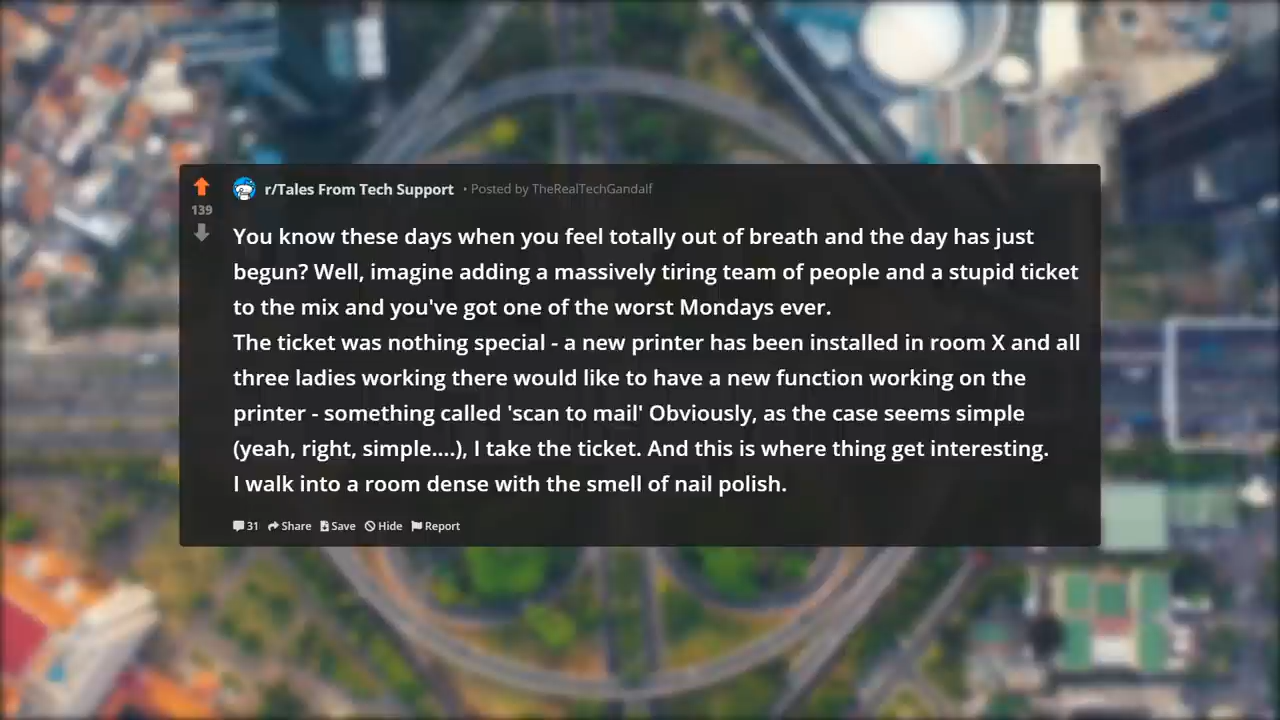 r/Tales From Tech Support • Posted by TheRealTechGandalf
139
You know these days when you feel totally out of breath and the day has just
begun? Well, imagine adding a massively tiring team of people and a stupid ticket
to the mix and you've got one of the worst Mondays ever.
The ticket was nothing special - a new printer has been installed in room X and all
three ladies working there would like to have a new function working on the
printer - something called 'scan to mail' Obviously, as the case seems simple
(yeah, right, simple....), I take the ticket. And this is where thing get interesting.
I walk into a room dense with the smell of nail polish.
31 Share Save Hide Report